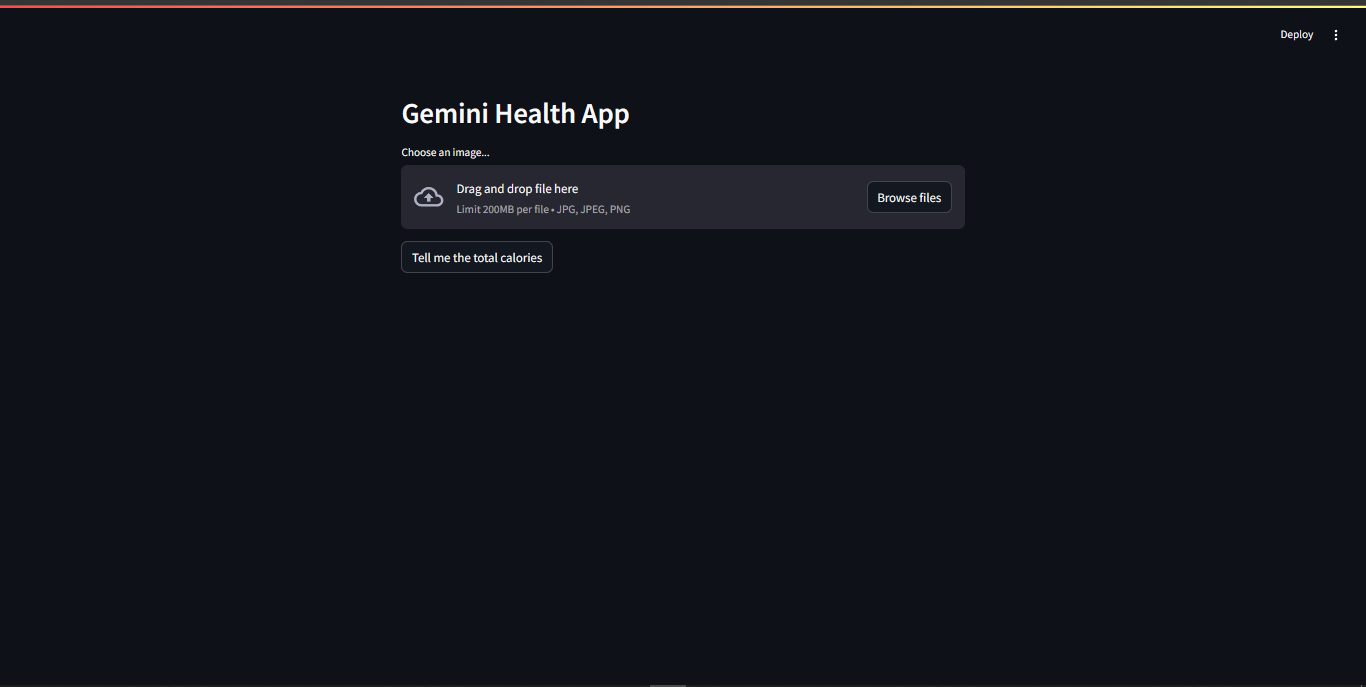 Deploy
Gemini Health App
Choose an image...
Drag and drop file here
Limit 200MB per file • JPG, JPEG, PNG
Browse files
Tell me the total calories